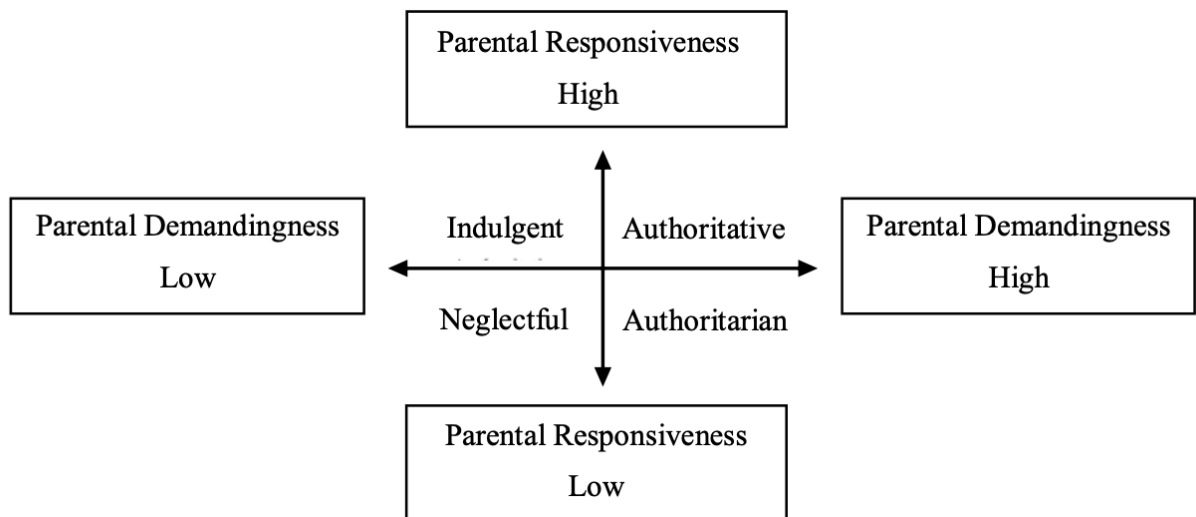 Parental Responsiveness
High
Parental Demandingness
Low
Indulgent
Authoritative
Parental Demandingness
High
Neglectful
Authoritarian
Parental Responsiveness
Low